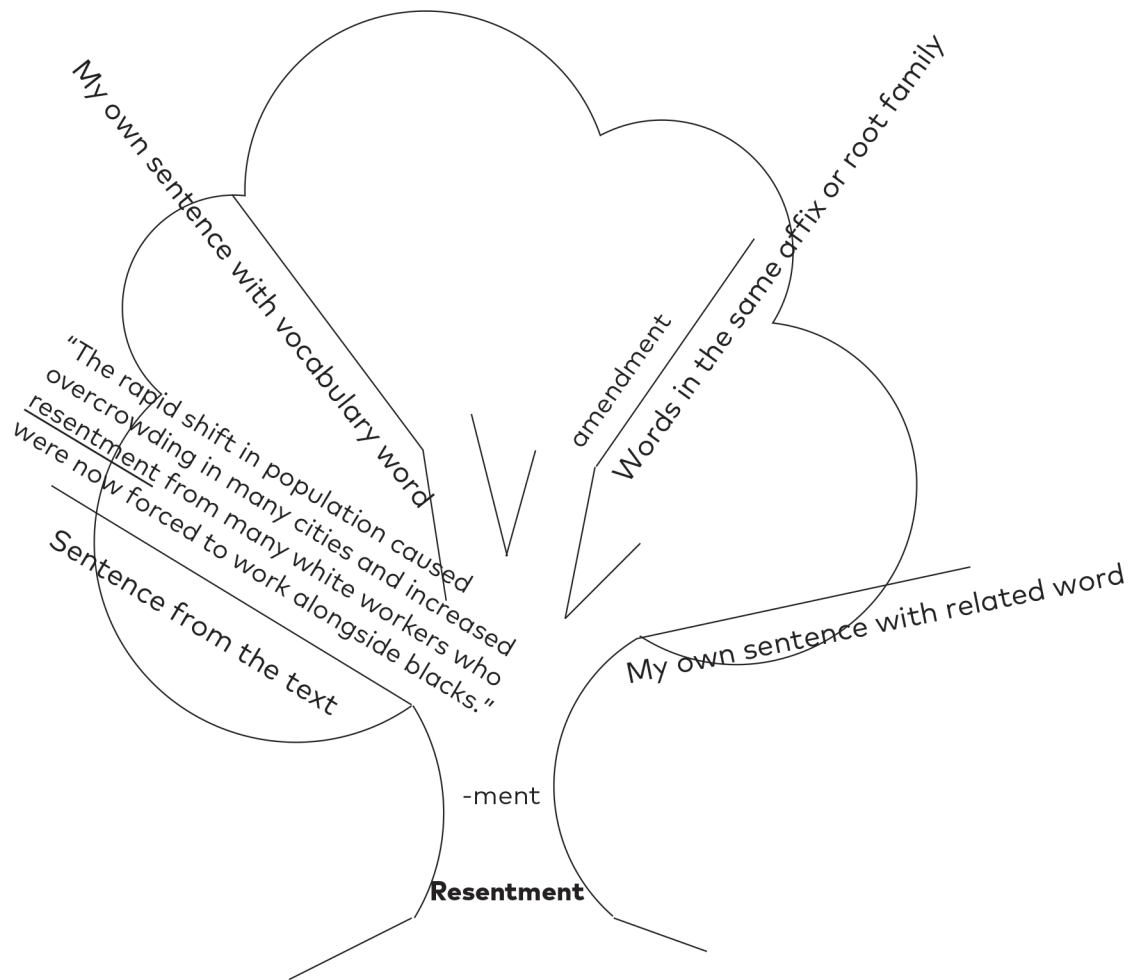 My own sentence with vocabulary word
Words in the same affix or root family
amendment
"The rapid shift in population caused
overcrowding in many cities and increased
resentment from many white workers who
were now forced to work alongside blacks."
Sentence from the text
My own sentence with related word
-ment
Resentment